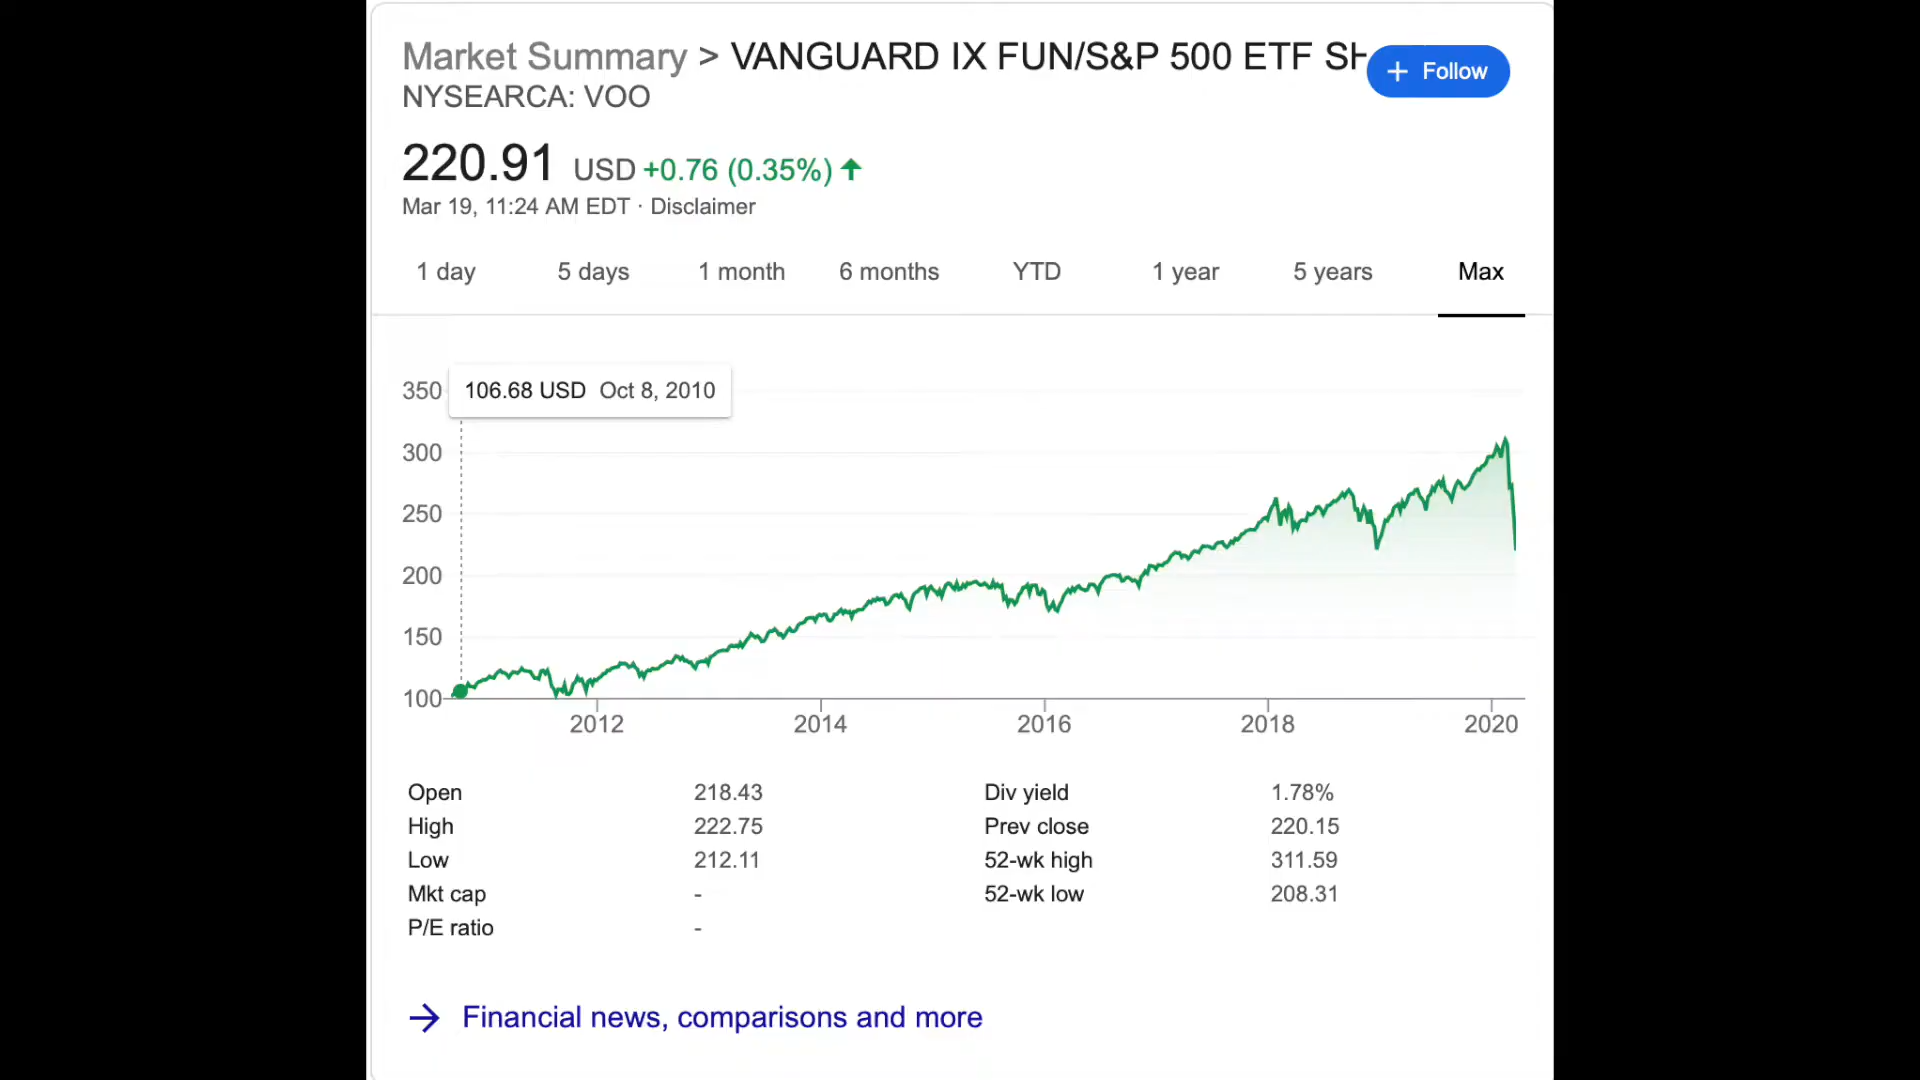 Market Summary > VANGUARD IX FUN/S&P 500 ETF SH
+ Follow
NYSEARCA: VOO
220.91 USD +0.76 (0.35%)
Mar 19, 11:24 AM EDT · Disclaimer
1 day 5 days 1 month 6 months YTD 1 year 5 years Max
350
106.68 USD Oct 8, 2010
300
250
200
150
100
2012 2014 2016 2018 2020
Open 218.43 Div yield 1.78%
High 222.75 Prev close 220.15
Low 212.11 52-wk high 311.59
Mkt cap - 52-wk low 208.31
P/E ratio -
Financial news, comparisons and more